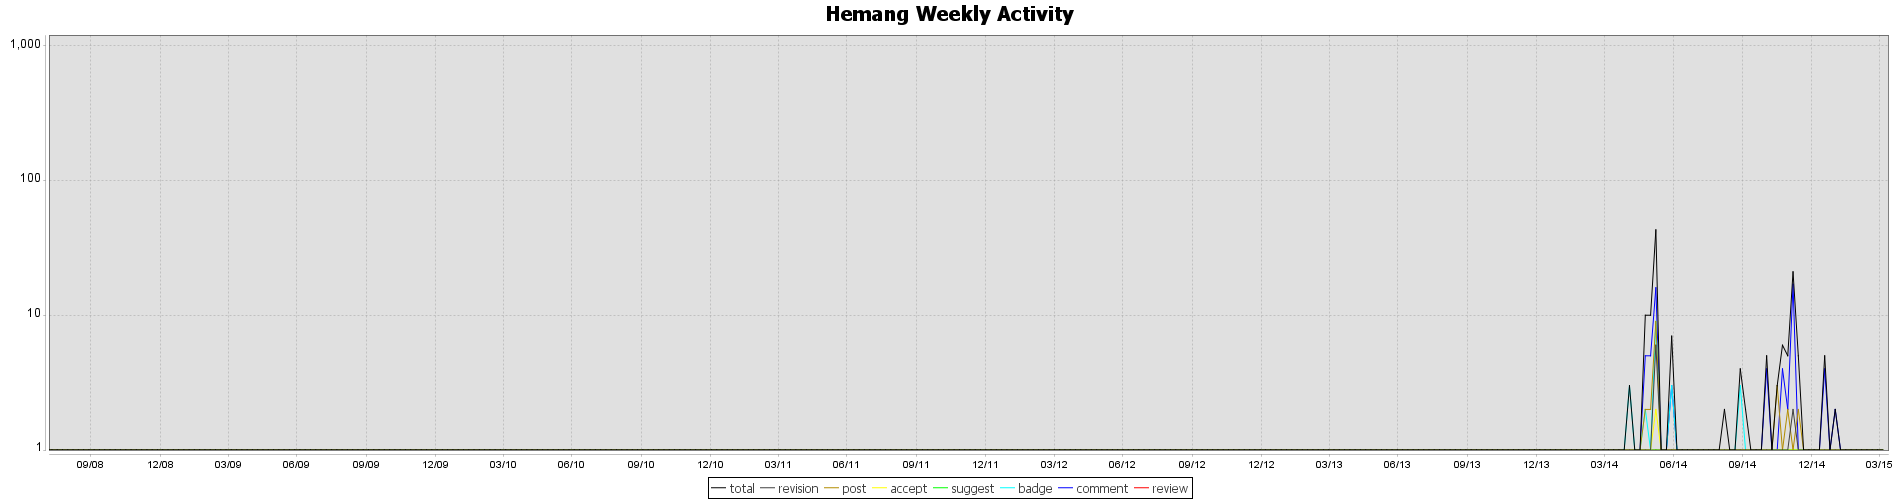 Hemang Weekly Activity
1,000
100
10
1
09/08 12/08 03/09 06/09 09/09 12/09 03/10 06/10 09/10 12/10 03/11 06/11 09/11 12/11 03/12 06/12 09/12 12/12 03/13 06/13 09/13 12/13 03/14 06/14 09/14 12/14 03/15
total revision post accept suggest badge comment review